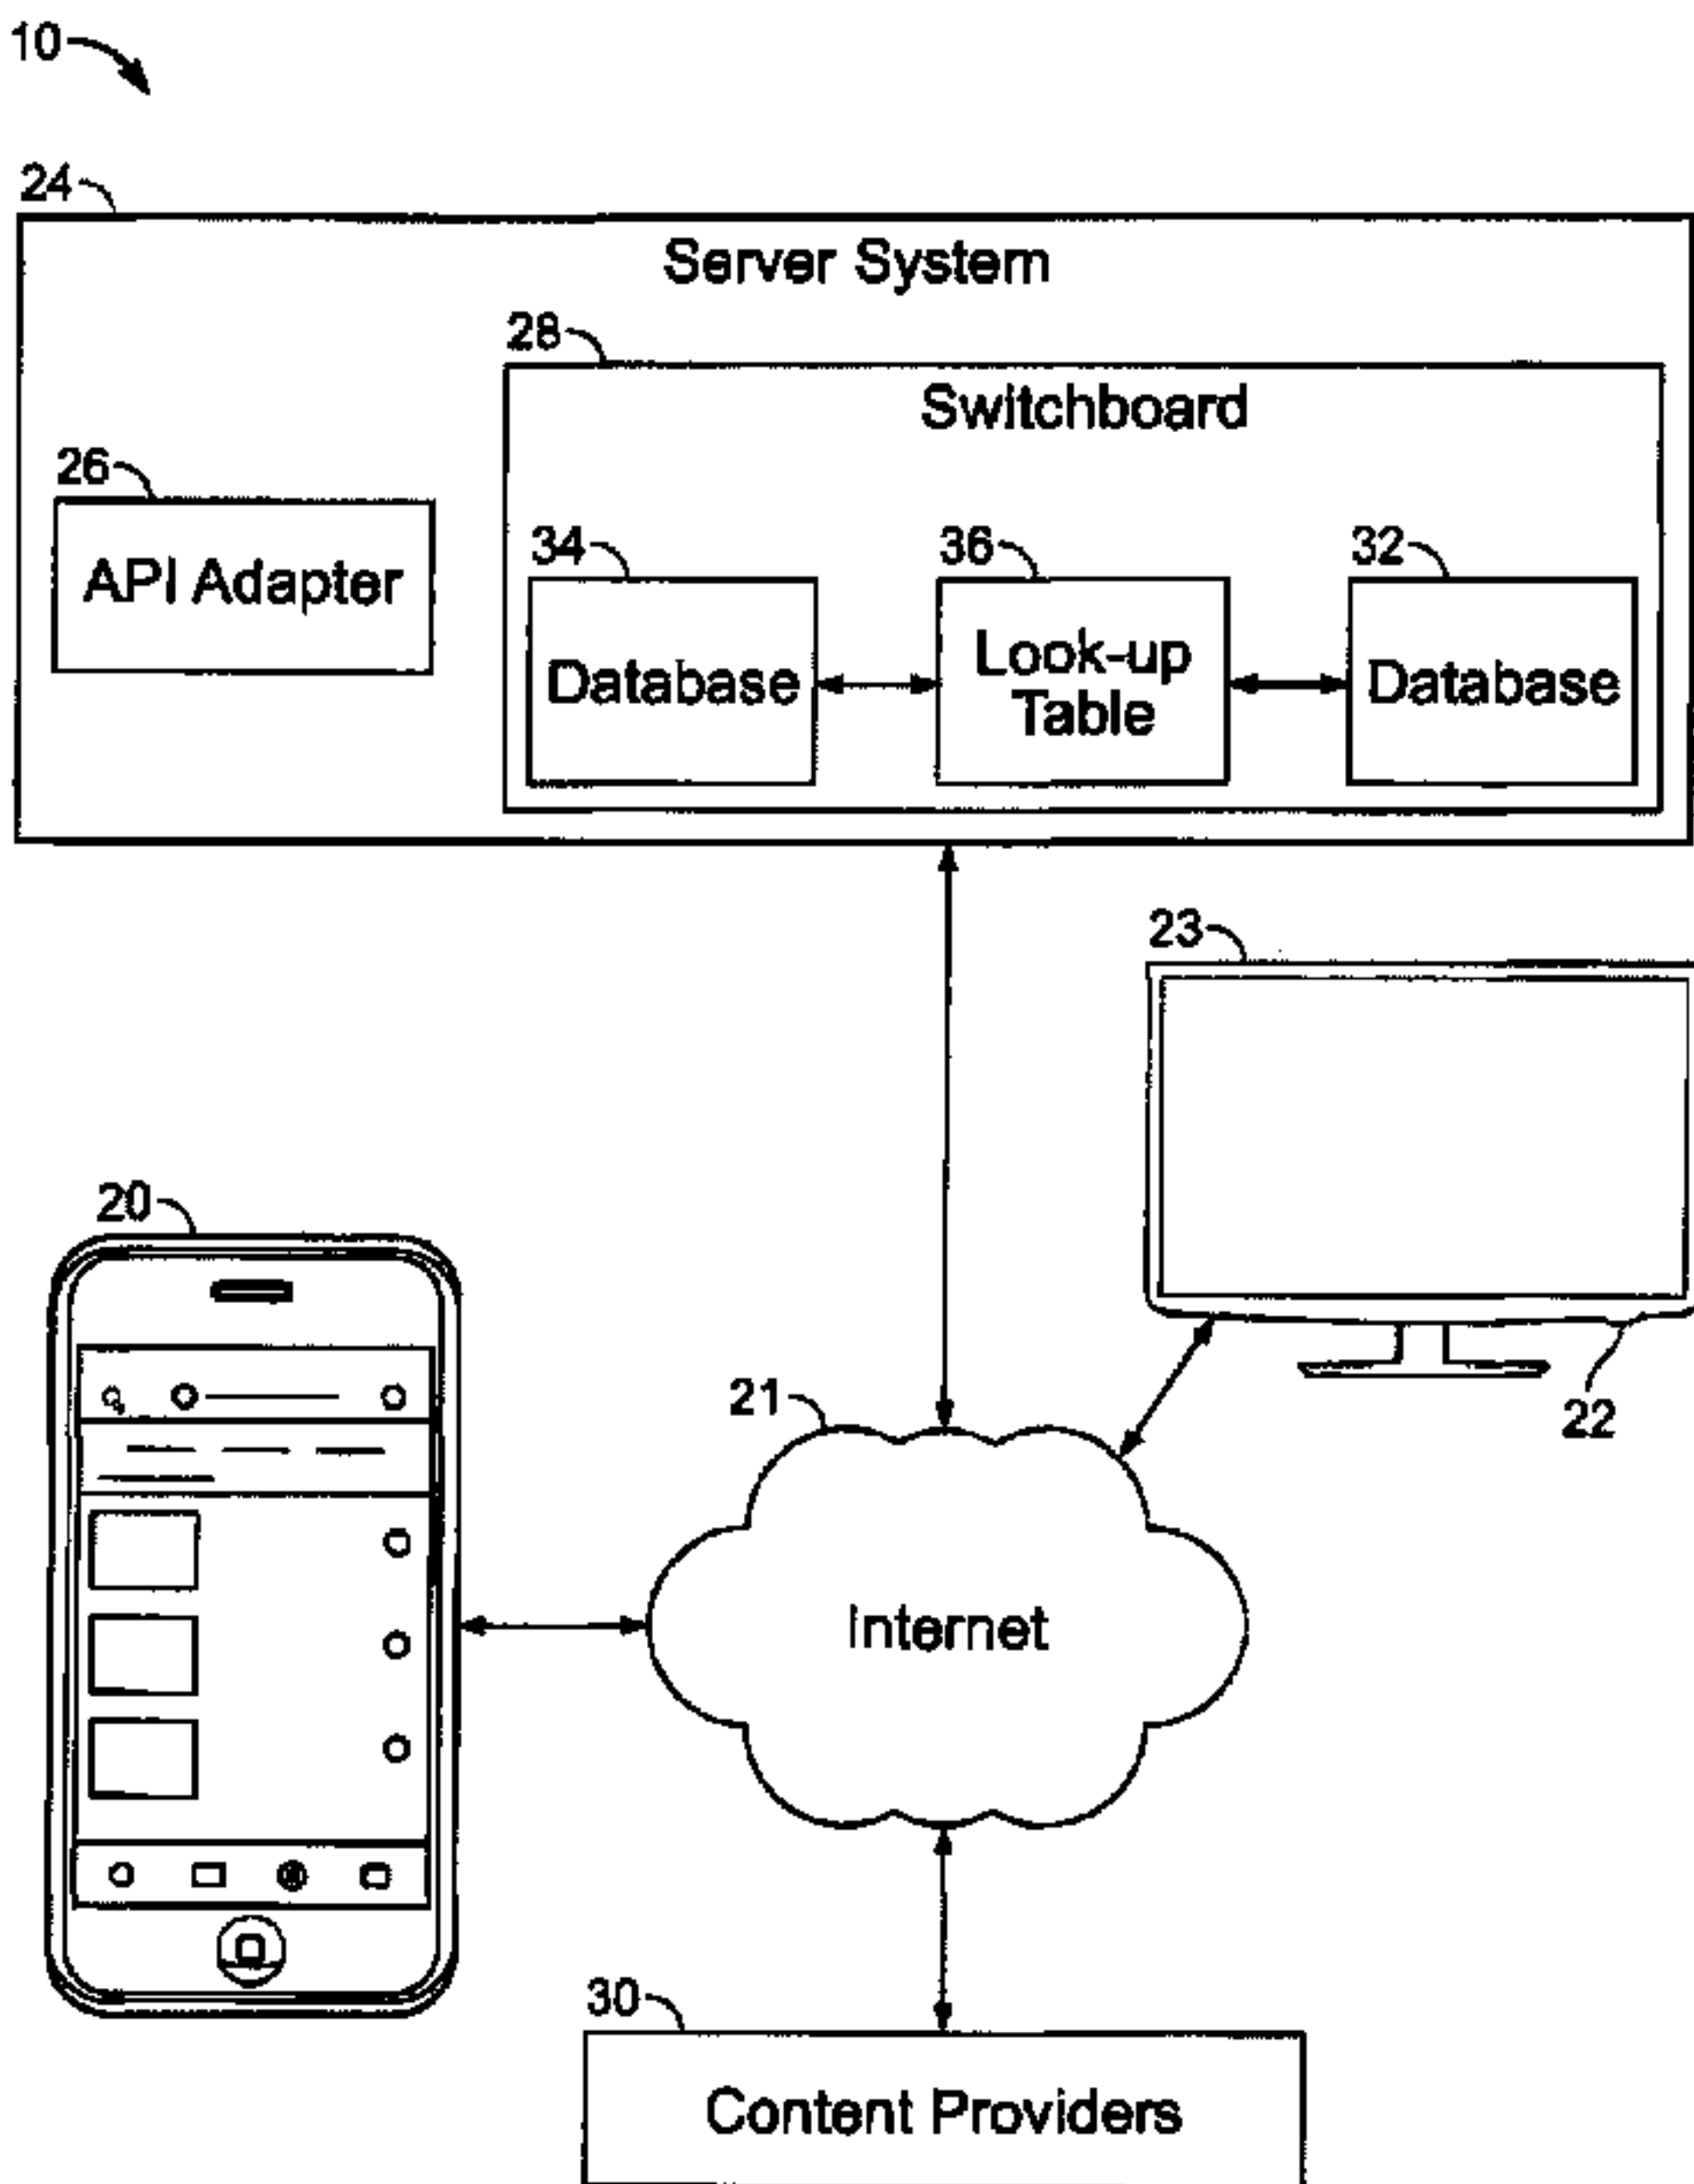 10
24
Server System
28
Switchboard
26
API Adapter
34
Database
36
Look-up
Table
32
Database
23
22
20
21
Internet
30
Content Providers